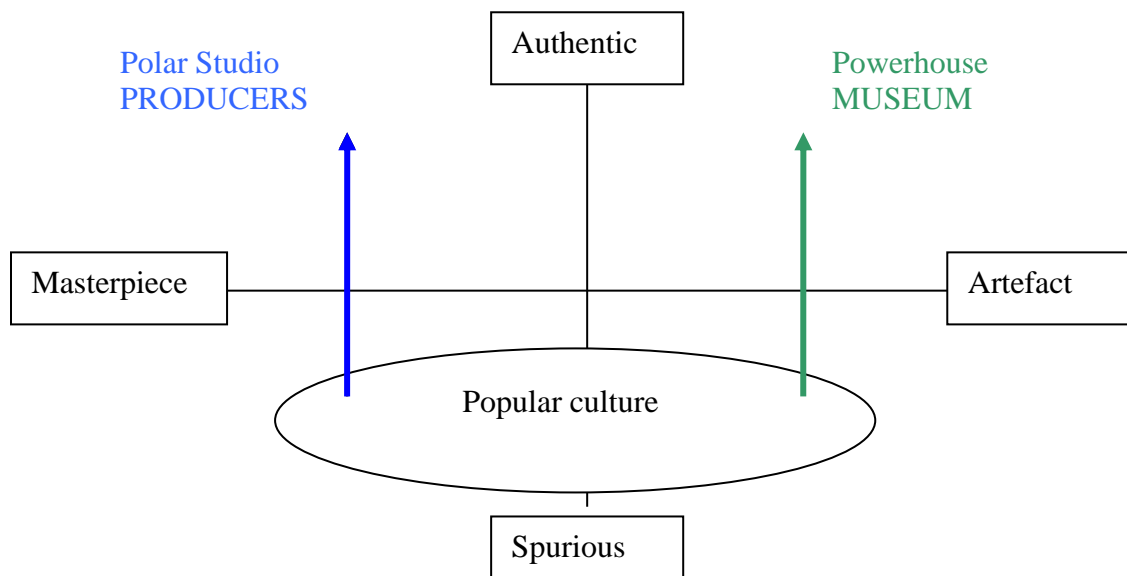 Authentic
Polar Studio
PRODUCERS
Powerhouse
MUSEUM
Masterpiece
Artefact
Popular culture
Spurious